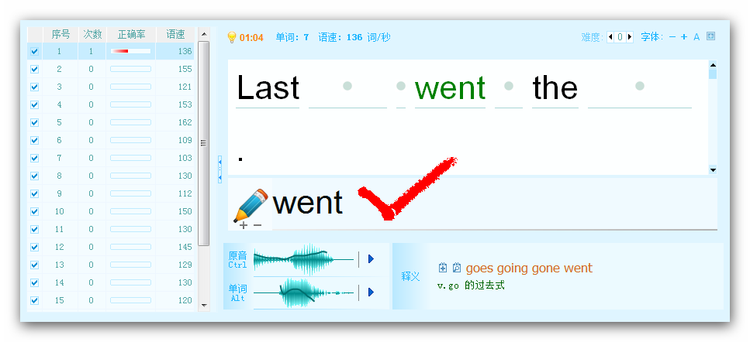 序号 次数 正确率 语速
1 1 136
2 0 155
3 0 121
4 0 153
5 0 162
6 0 109
7 0 103
8 0 130
9 0 112
10 0 150
11 0 130
12 0 145
13 0 129
14 0 130
15 0 120
01:04 单词: 7 语速: 136 词/秒
难度 0 字体: − + A
Last went the
.
went
+ −
原音
Ctrl
单词
Alt
释义
goes going gone went
v.go 的过去式